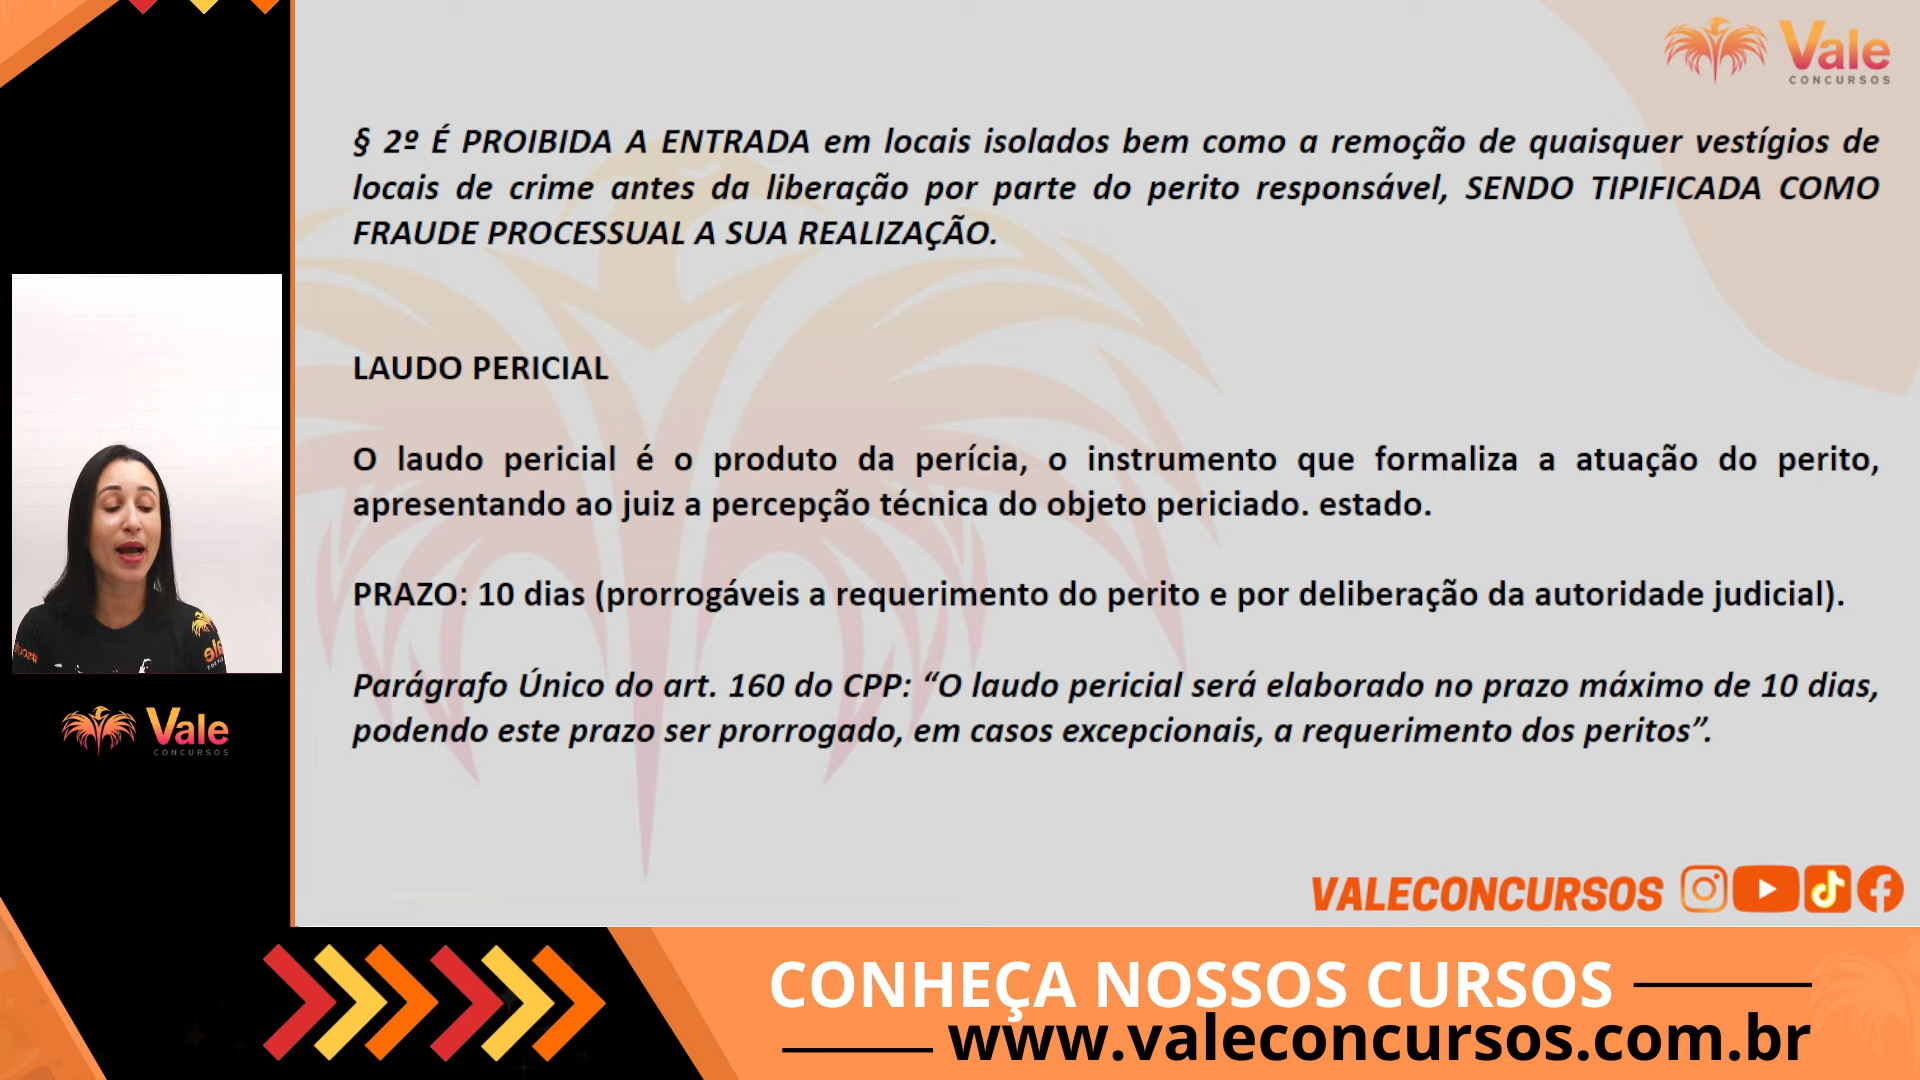 Vale
CONCURSOS
§ 2º É PROIBIDA A ENTRADA em locais isolados bem como a remoção de quaisquer vestígios de
locais de crime antes da liberação por parte do perito responsável, SENDO TIPIFICADA COMO
FRAUDE PROCESSUAL A SUA REALIZAÇÃO.
LAUDO PERICIAL
O laudo pericial é o produto da perícia, o instrumento que formaliza a atuação do perito,
apresentando ao juiz a percepção técnica do objeto periciado. estado.
PRAZO: 10 dias (prorrogáveis a requerimento do perito e por deliberação da autoridade judicial).
Parágrafo Único do art. 160 do CPP: “O laudo pericial será elaborado no prazo máximo de 10 dias,
podendo este prazo ser prorrogado, em casos excepcionais, a requerimento dos peritos”.
Vale
CONCURSOS
VALECONCURSOS
CONHEÇA NOSSOS CURSOS
www.valeconcursos.com.br